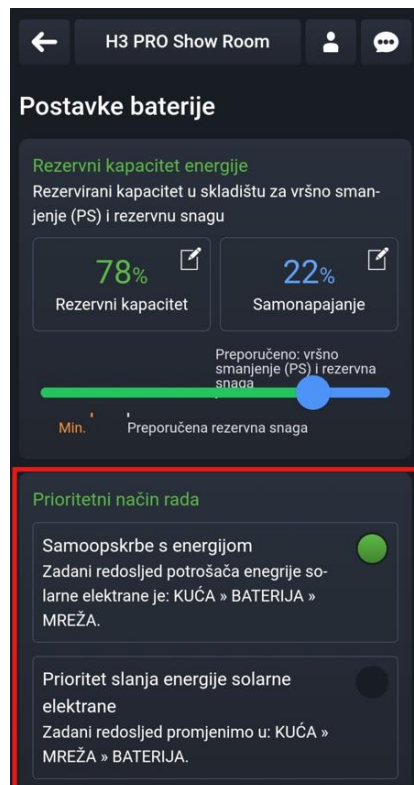 H3 PRO Show Room
Postavke baterije
Rezervni kapacitet energije
Rezervirani kapacitet u skladištu za vršno sman-
jenje (PS) i rezervnu snagu
78%
Rezervni kapacitet
22%
Samonapajanje
Preporučeno: vršno
smanjenje (PS) i rezervna
snaga
Min.
Preporučena rezervna snaga
Prioritetni način rada
Samoopskrbe s energijom
Zadani redosljed potrošača enegrije so-
larne elektrane je: KUĆA » BATERIJA »
MREŽA.
Prioritet slanja energije solarne
elektrane
Zadani redosljed promjenimo u: KUĆA »
MREŽA » BATERIJA.